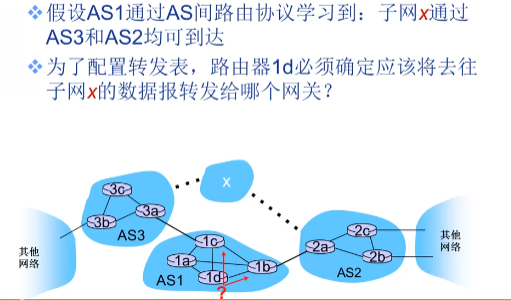 假设AS1通过AS间路由协议学习到：子网x通过
AS3和AS2均可到达
为了配置转发表，路由器1d必须确定应该将去往
子网x的数据报转发给哪个网关？
x
3c
3a
3b
AS3
2c
1c
其他
网络
2a
其他
网络
1a
1b
2b
1d
AS2
AS1
?